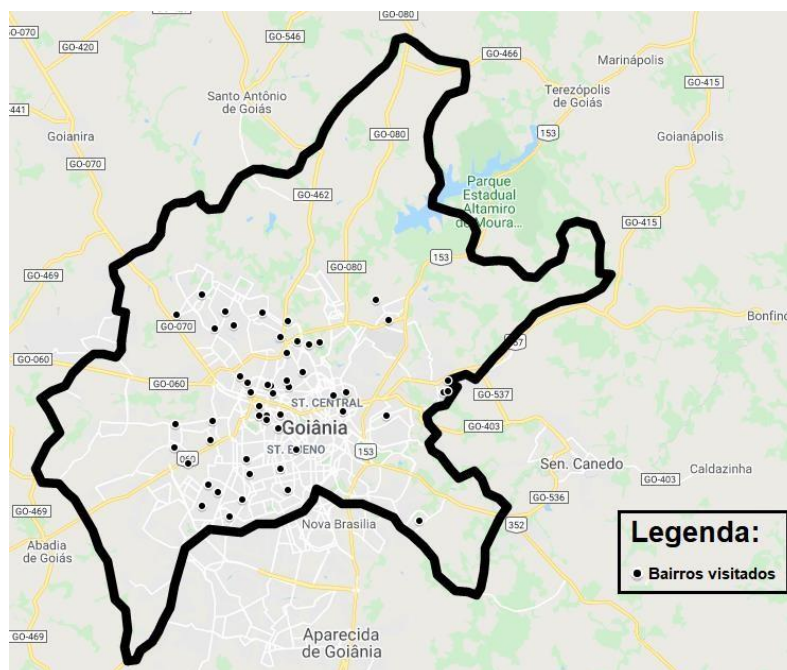 GO-080
GO-546
GO-420
GO-466
Marinápolis
GO-415
Santo Antônio
de Goiás
Terezópolis
de Goiás
GO-441
Goianira
GO-080
153
Goianápolis
GO-070
Parque
Estadual
Altamiro
de Moura...
GO-462
GO-415
153
GO-469
GO-080
GO-070
Bonfinó
GO-060
GO-060
GO-537
ST. CENTRAL
Goiânia
GO-403
ST. BUENO
153
060
Sen. Canedo
GO-403
Caldazinha
GO-536
GO-469
Nova Brasilia
352
Abadia
de Goiás
Legenda:
Bairros visitados
GO-469
Aparecida
de Goiânia